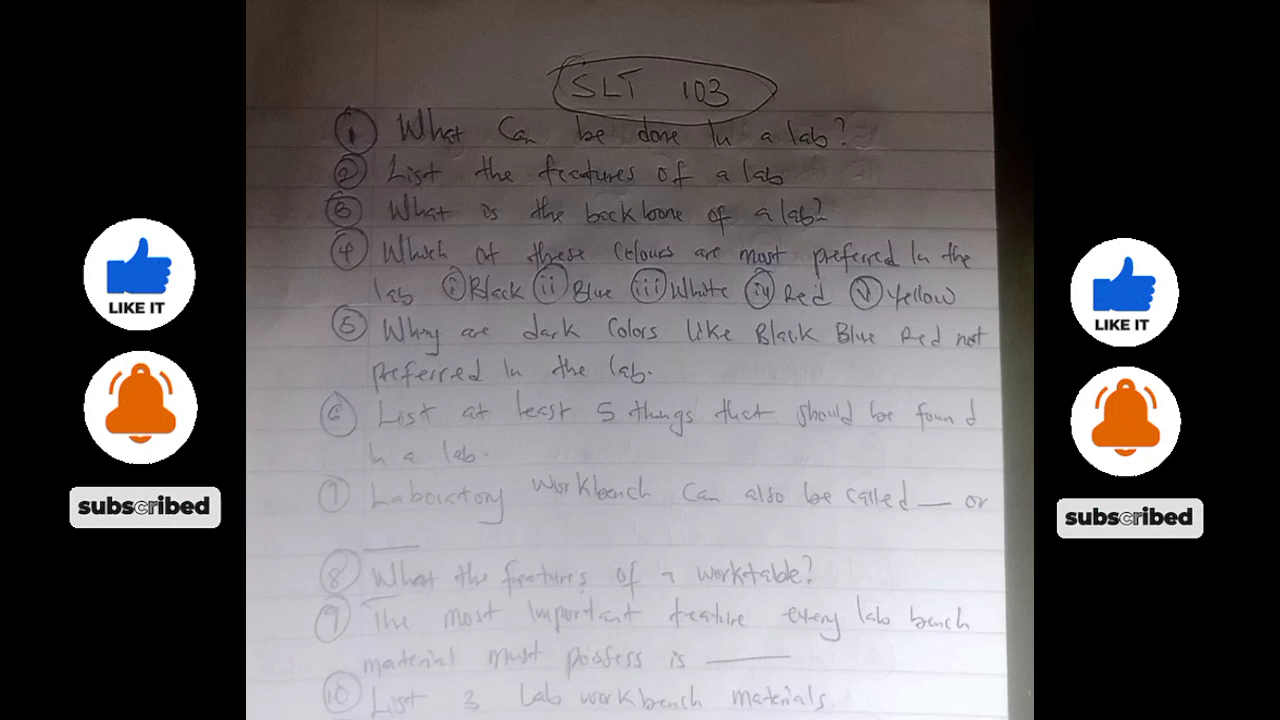 SLT 103
① What can be done in a lab?
② List the features of a lab
③ What is the backbone of a lab?
④ Which of these colours are most preferred in the
lab ⓘ Black ⓘⓘ Blue ⓘⓘⓘ White ⓘⓥ Red ⓥ Yellow
⑤ Why are dark colors like Black Blue Red not
preferred in the lab.
⑥ List at least 5 things that should be found
in a lab.
⑦ Laboratory workbench can also be called — or
—
⑧ What the features of a worktable?
⑨ The most important feature every lab bench
material must possess is ——
⑩ List 3 lab workbench materials
LIKE IT
subscribed
LIKE IT
subscribed